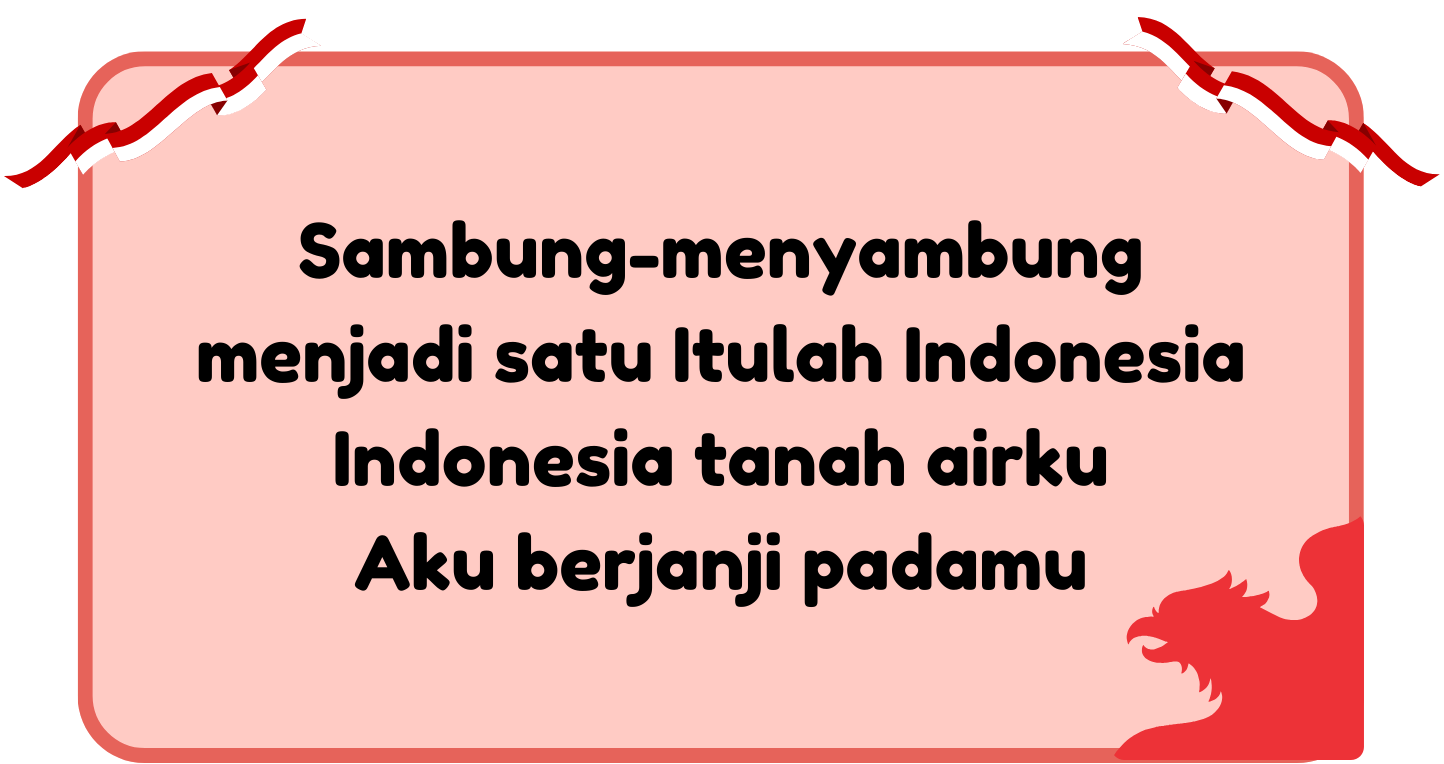 Sambung-menyambung
menjadi satu Itulah Indonesia
Indonesia tanah airku
Aku berjanji padamu